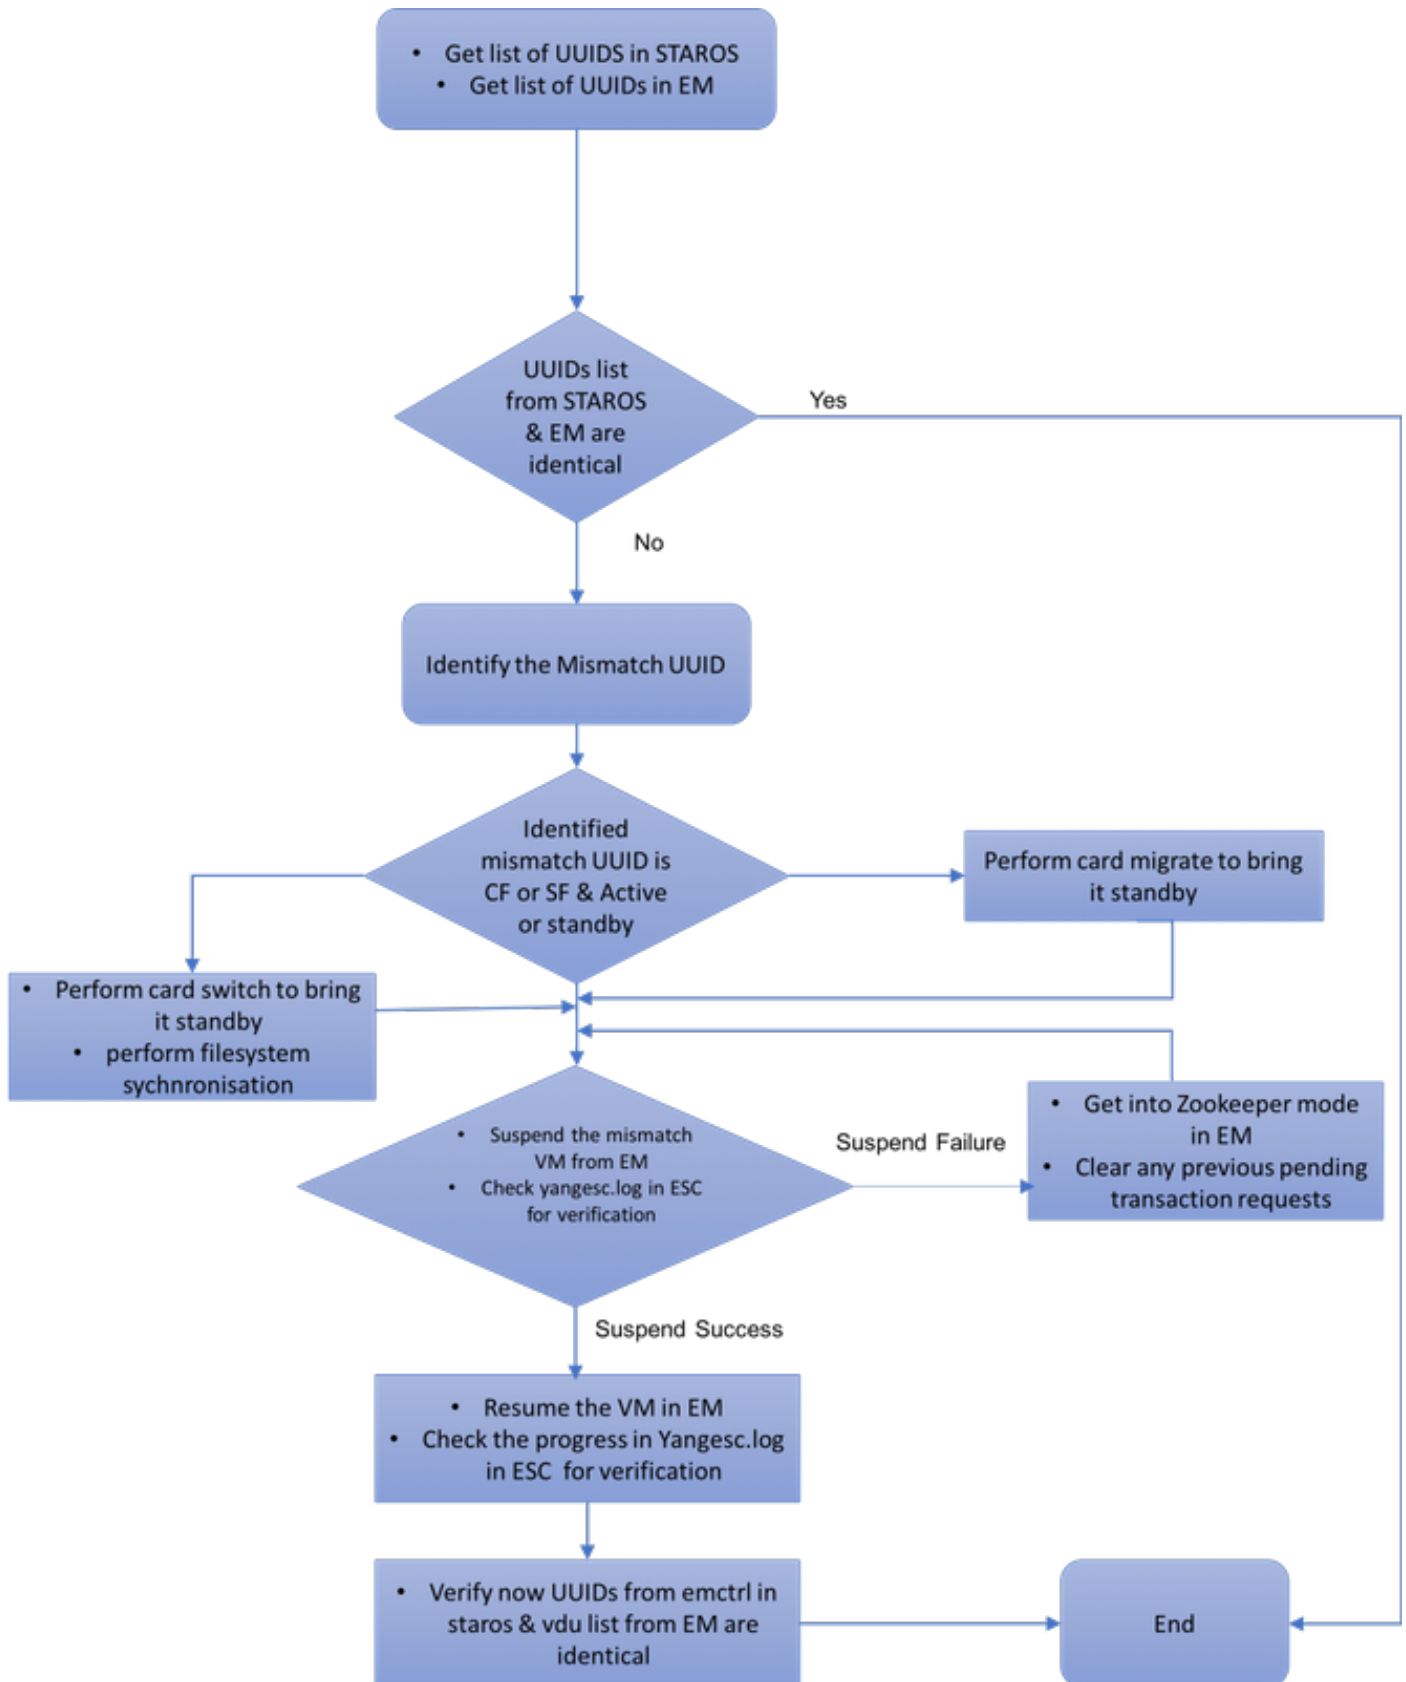 • Get list of UUIDS in STAROS
• Get list of UUIDs in EM
UUIDs list
from STAROS
& EM are
identical
Yes
No
Identify the Mismatch UUID
Identified
mismatch UUID is
CF or SF & Active
or standby
Perform card migrate to bring
it standby
• Perform card switch to bring
it standby
• perform filesystem
sychnronisation
• Suspend the mismatch
VM from EM
• Check yangesc.log in ESC
for verification
Suspend Failure
• Get into Zookeeper mode
in EM
• Clear any previous pending
transaction requests
Suspend Success
• Resume the VM in EM
• Check the progress in Yangesc.log
in ESC for verification
• Verify now UUIDs from emctrl in
staros & vdu list from EM are
identical
End